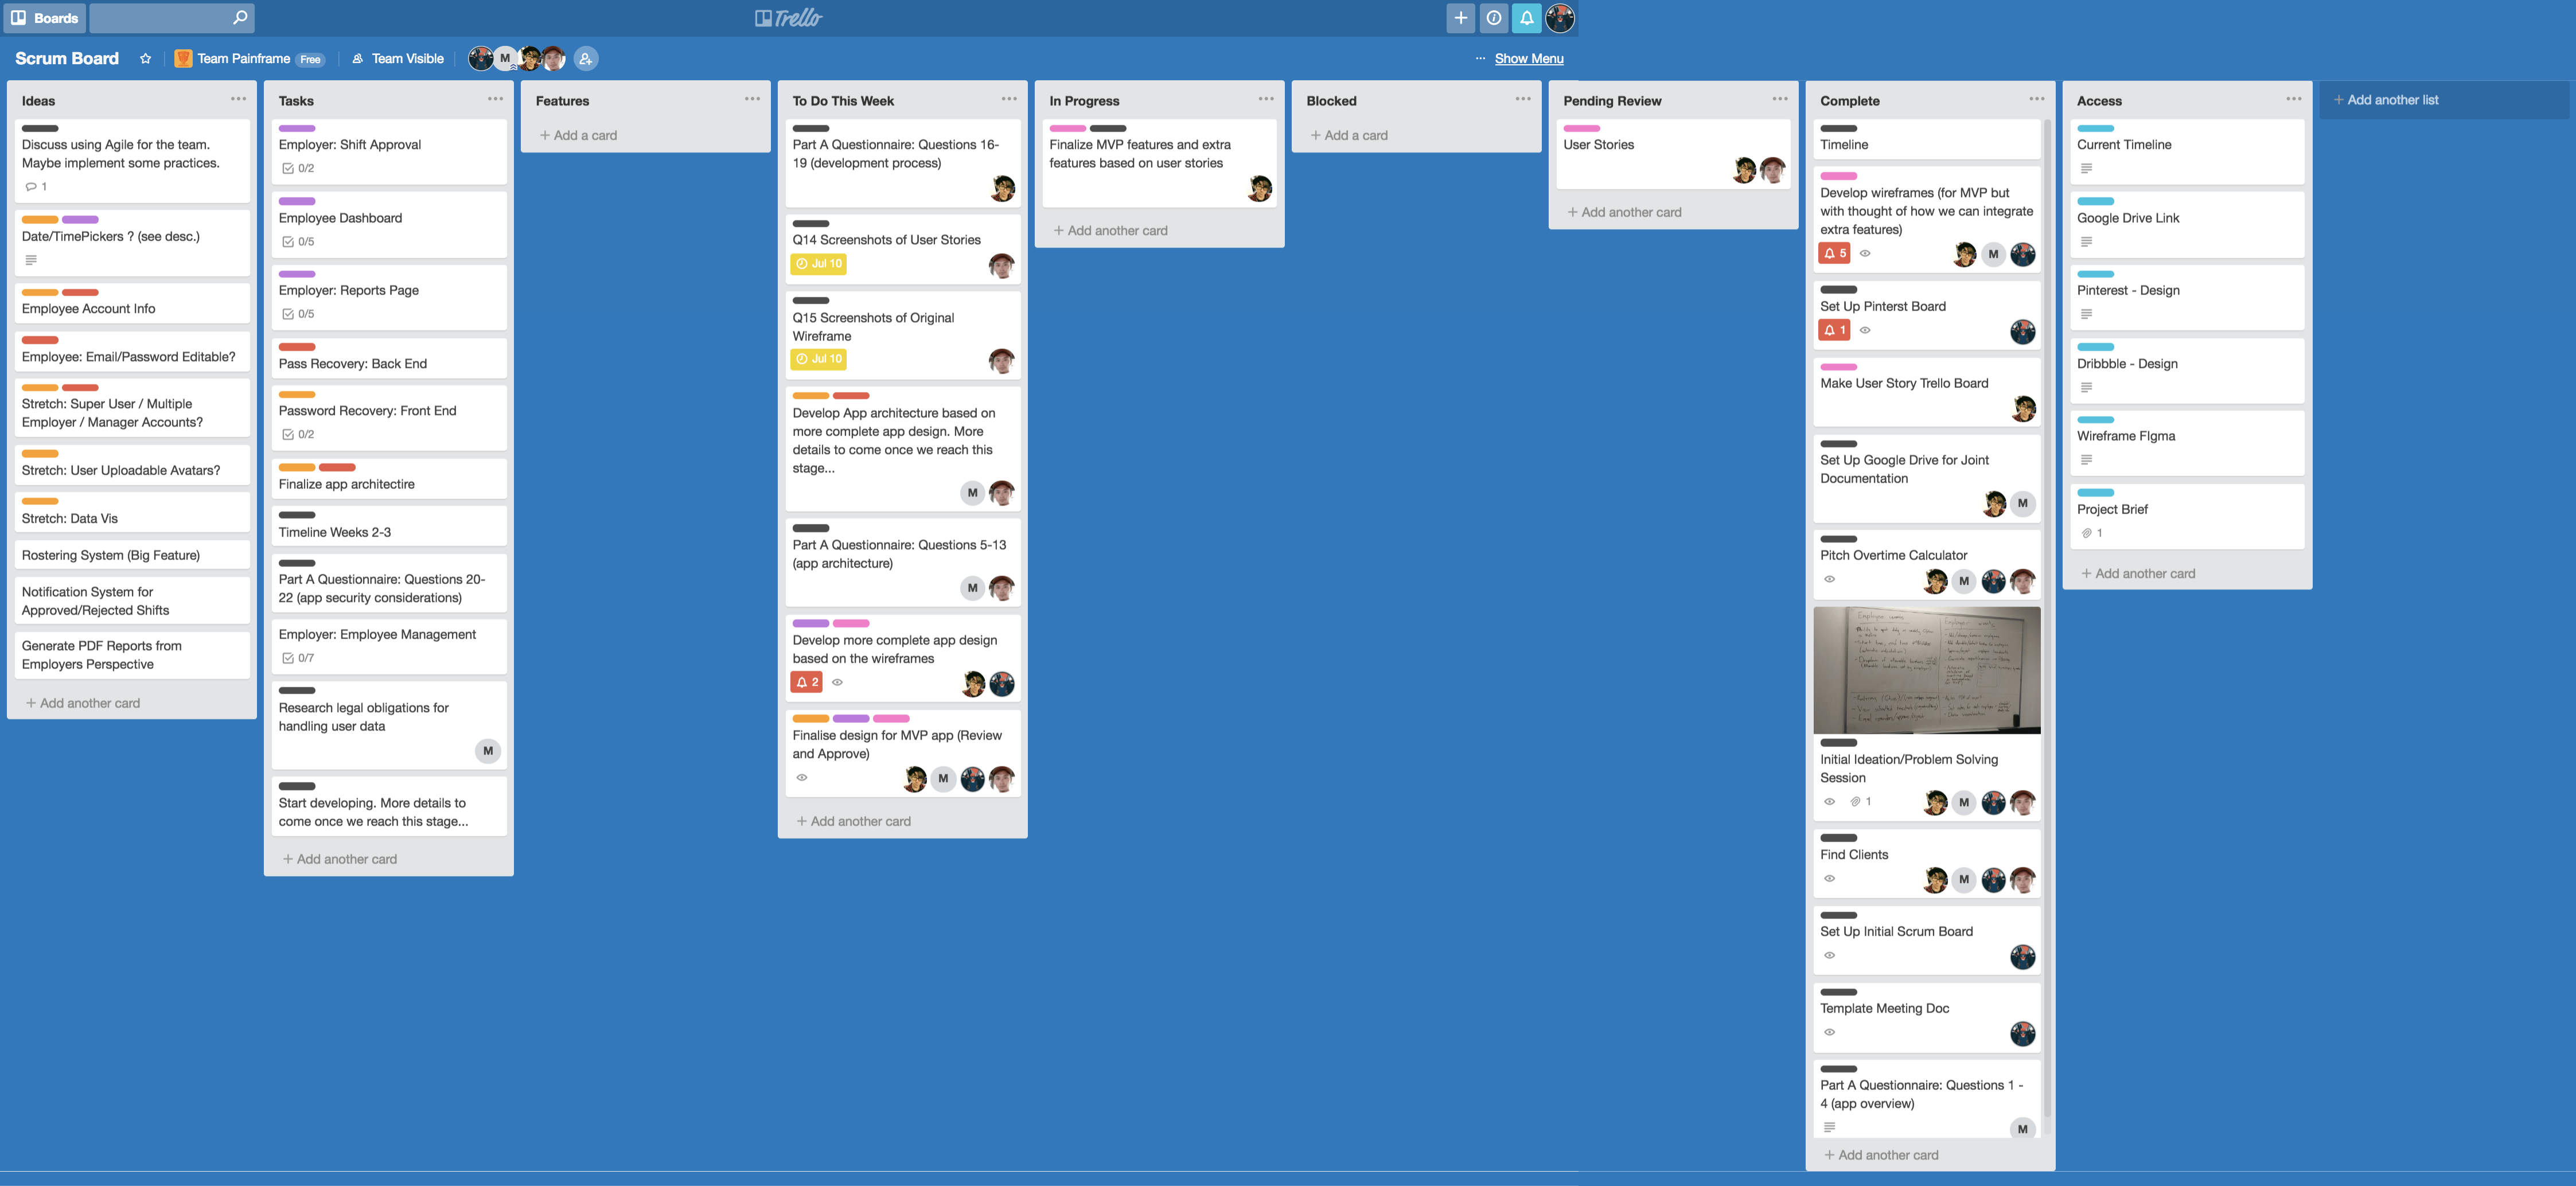 Boards
Trello
Scrum Board
Team Painframe
Free
Team Visible
M
... Show Menu
Ideas
Discuss using Agile for the team.
Maybe implement some practices.
1
Date/TimePickers ? (see desc.)
Employee Account Info
Employee: Email/Password Editable?
Stretch: Super User / Multiple
Employer / Manager Accounts?
Stretch: User Uploadable Avatars?
Stretch: Data Vis
Rostering System (Big Feature)
Notification System for
Approved/Rejected Shifts
Generate PDF Reports from
Employers Perspective
+ Add another card
Tasks
Employer: Shift Approval
0/2
Employee Dashboard
0/5
Employer: Reports Page
0/5
Pass Recovery: Back End
Password Recovery: Front End
0/2
Finalize app architectire
Timeline Weeks 2-3
Part A Questionnaire: Questions 20-
22 (app security considerations)
Employer: Employee Management
0/7
Research legal obligations for
handling user data
M
Start developing. More details to
come once we reach this stage...
+ Add another card
Features
+ Add a card
To Do This Week
Part A Questionnaire: Questions 16-
19 (development process)
Q14 Screenshots of User Stories
Jul 10
Q15 Screenshots of Original
Wireframe
Jul 10
Develop App architecture based on
more complete app design. More
details to come once we reach this
stage...
M
Part A Questionnaire: Questions 5-13
(app architecture)
M
Develop more complete app design
based on the wireframes
2
Finalise design for MVP app (Review
and Approve)
M
+ Add another card
In Progress
Finalize MVP features and extra
features based on user stories
+ Add another card
Blocked
+ Add a card
Pending Review
User Stories
+ Add another card
Complete
Timeline
Develop wireframes (for MVP but
with thought of how we can integrate
extra features)
5
M
Set Up Pinterst Board
1
Make User Story Trello Board
Set Up Google Drive for Joint
Documentation
M
Pitch Overtime Calculator
M
Initial Ideation/Problem Solving
Session
1
M
Find Clients
M
Set Up Initial Scrum Board
Template Meeting Doc
Part A Questionnaire: Questions 1 -
4 (app overview)
M
+ Add another card
Access
Current Timeline
Google Drive Link
Pinterest - Design
Dribbble - Design
Wireframe FIgma
Project Brief
1
+ Add another card
+ Add another list